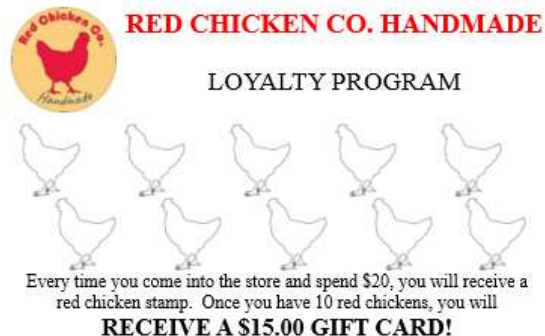 Red Chicken Co.
Handmade
RED CHICKEN CO. HANDMADE
LOYALTY PROGRAM
Every time you come into the store and spend $20, you will receive a
red chicken stamp. Once you have 10 red chickens, you will
RECEIVE A $15.00 GIFT CARD!